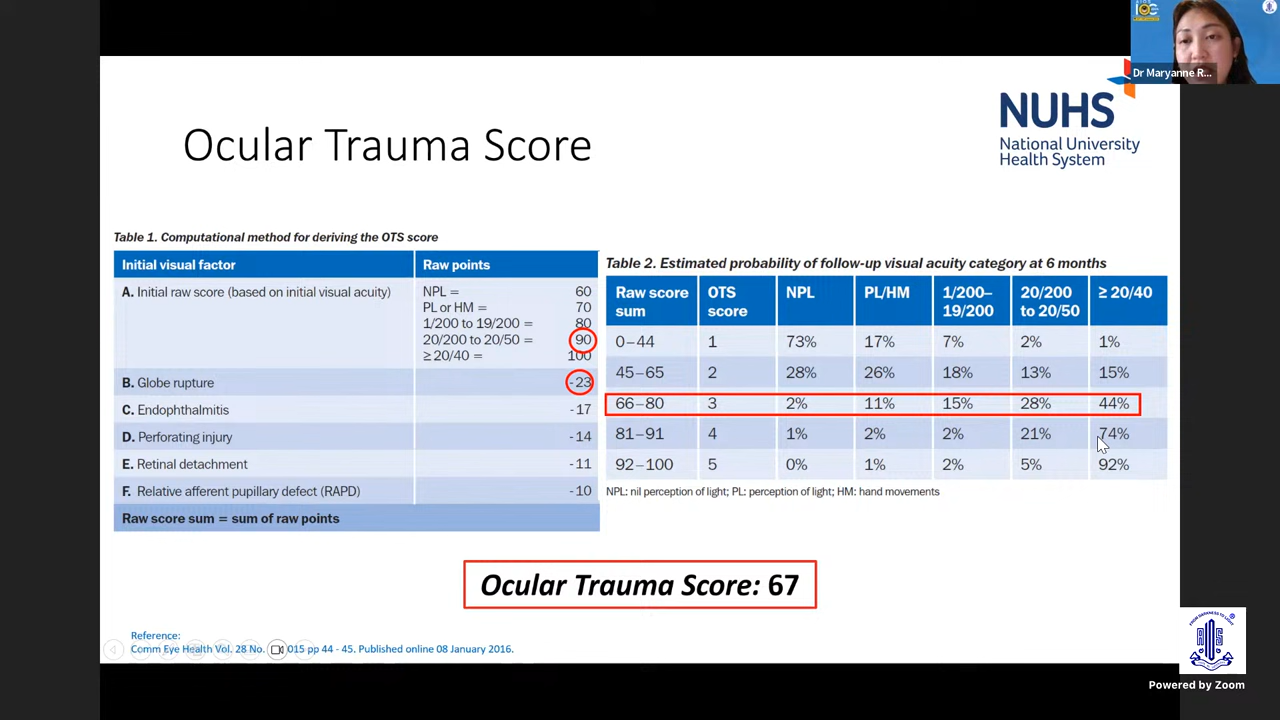 Dr Maryanne R...
NUHS
National University
Health System
Ocular Trauma Score
Table 1. Computational method for deriving the OTS score
Initial visual factor Raw points
A. Initial raw score (based on initial visual acuity) NPL = 60
PL or HM = 70
1/200 to 19/200 = 80
20/200 to 20/50 = 90
≥ 20/40 = 100
B. Globe rupture -23
C. Endophthalmitis -17
D. Perforating injury -14
E. Retinal detachment -11
F. Relative afferent pupillary defect (RAPD) -10
Raw score sum = sum of raw points
Table 2. Estimated probability of follow-up visual acuity category at 6 months
Raw score sum OTS score NPL PL/HM 1/200–19/200 20/200 to 20/50 ≥ 20/40
0–44 1 73% 17% 7% 2% 1%
45–65 2 28% 26% 18% 13% 15%
66–80 3 2% 11% 15% 28% 44%
81–91 4 1% 2% 2% 21% 74%
92–100 5 0% 1% 2% 5% 92%
NPL: nil perception of light; PL: perception of light; HM: hand movements
Ocular Trauma Score: 67
Reference:
Comm Eye Health Vol. 28 No. 015 pp 44 - 45. Published online 08 January 2016.
Powered by Zoom